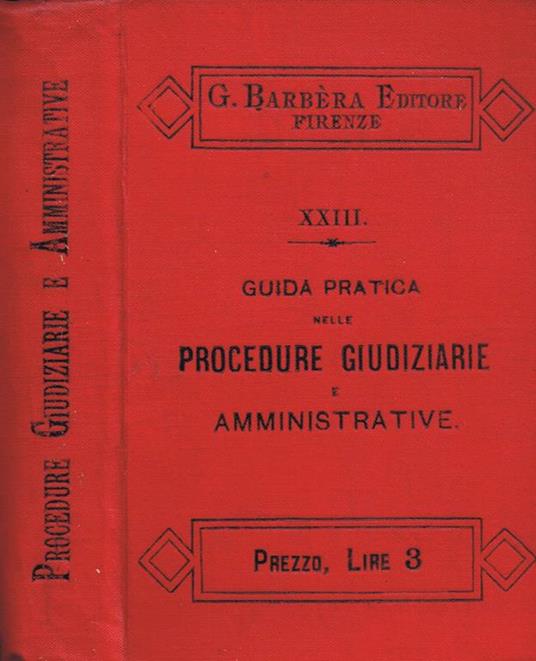 PROCEDURE GIUDIZIARIE E AMMINISTRATIVE
G. BARBÈRA EDITORE
FIRENZE
XXIII.
GUIDA PRATICA
NELLE
PROCEDURE GIUDIZIARIE
E
AMMINISTRATIVE.
PREZZO, LIRE 3